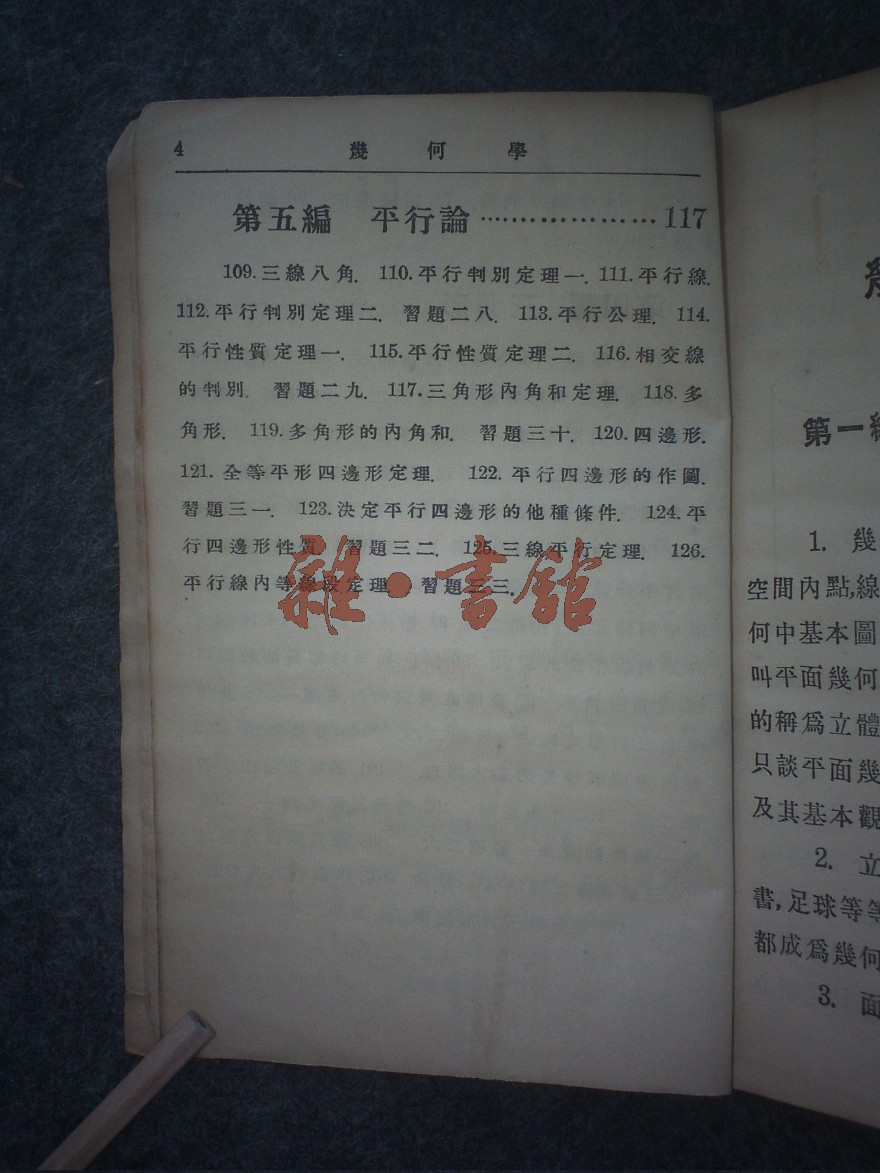 4 幾何學
第五編 平行論…………………117
109.三線八角. 110.平行判別定理一. 111.平行線.
112.平行判別定理二. 習題二八. 113.平行公理. 114.
平行性質定理一. 115.平行性質定理二. 116.相交線
的判別. 習題二九. 117.三角形內角和定理. 118.多
角形. 119.多角形的內角和. 習題三十. 120.四邊形.
121.全等平形四邊形定理. 122.平行四邊形的作圖.
習題三一. 123.決定平行四邊形的他種條件. 124.平
行四邊形性質. 習題三二. 125.三線平行定理. 126.
平行線內等線段定理. 習題三三.
雜·書館
第一編
1. 幾
空間內點,線
何中基本圖
叫平面幾何
的稱爲立體
只談平面幾
及其基本觀
2. 立
書,足球等等
都成爲幾何
3. 面